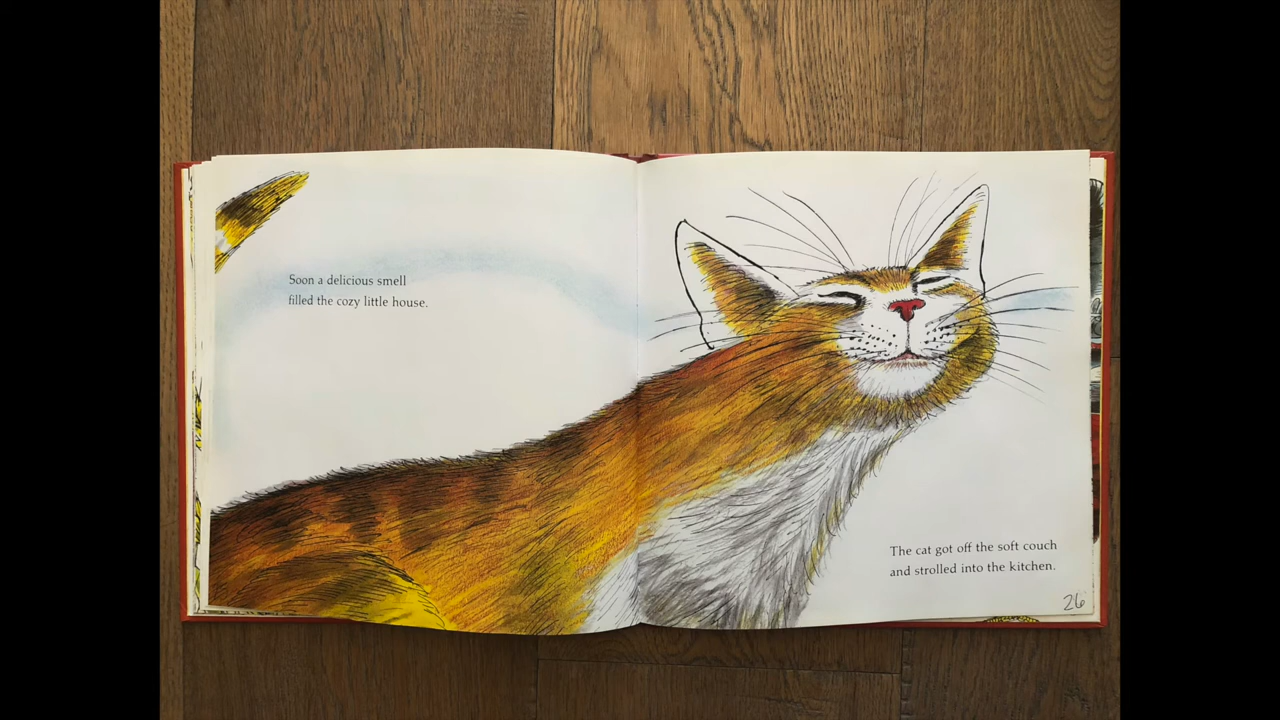 Soon a delicious smell
filled the cozy little house.
The cat got off the soft couch
and strolled into the kitchen.
26